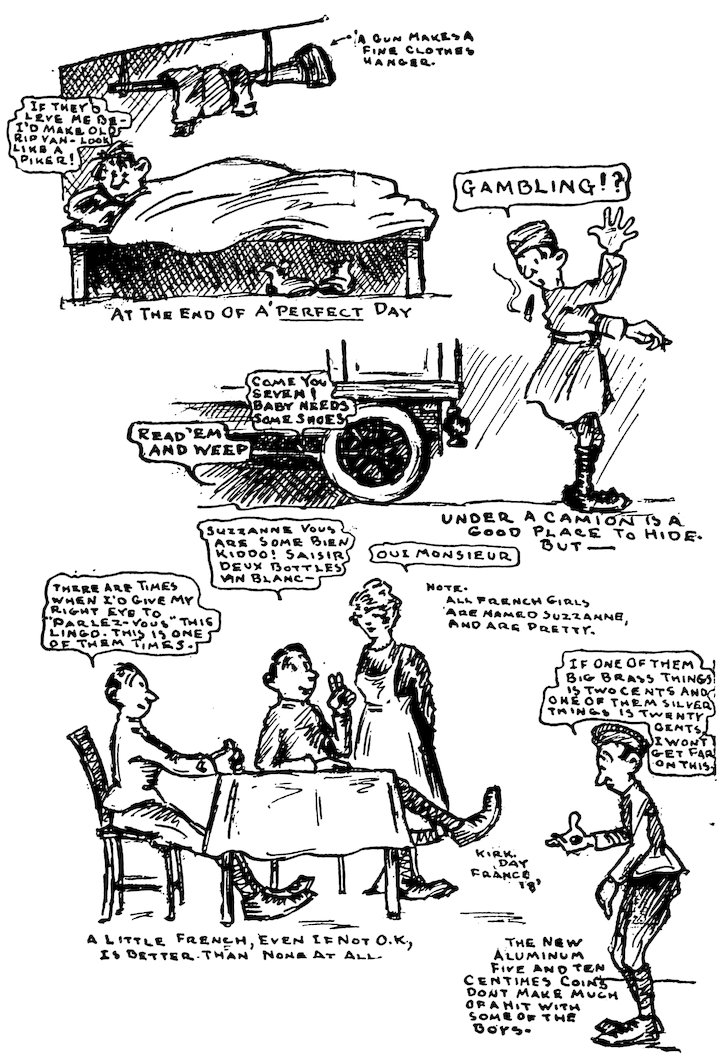 A GUN MAKES A
FINE CLOTHES
HANGER.
IF THEY'D
LEVE ME BE-
I'D MAKE OLD
RIP VAN- LOOK
LIKE A
PIKER!
AT THE END OF A "PERFECT DAY
GAMBLING!?
COME YOU
SEVEN!
BABY NEEDS
SOME SHOES
READ 'EM
AND WEEP
UNDER A CAMION IS A
GOOD PLACE TO HIDE.
BUT —
SUZZANNE VOUS
ARE SOME BIEN
KIDDO! SAISIR
DEUX BOTTLES
VIN BLANC-
OUI MONSIEUR
THERE ARE TIMES
WHEN I'D GIVE MY
RIGHT EYE TO
"PARLEZ-VOUS" THIS
LINGO. THIS IS ONE
OF THEM TIMES.
NOTE.
ALL FRENCH GIRLS
ARE NAMED SUZZANNE,
AND ARE PRETTY.
IF ONE OF THEM
BIG BRASS THINGS
IS TWO CENTS AND
ONE OF THEM SILVER
THINGS IS TWENTY
CENTS
I WONT
GET FAR
ON THIS.
KIRK.
DAY
FRANCE
'18'
A LITTLE FRENCH, EVEN IF NOT O.K,
IS BETTER THAN NONE AT ALL.
THE NEW
ALUMINUM
FIVE AND TEN
CENTIMES COINS
DONT MAKE MUCH
OF A HIT WITH
SOME OF THE
BOYS.